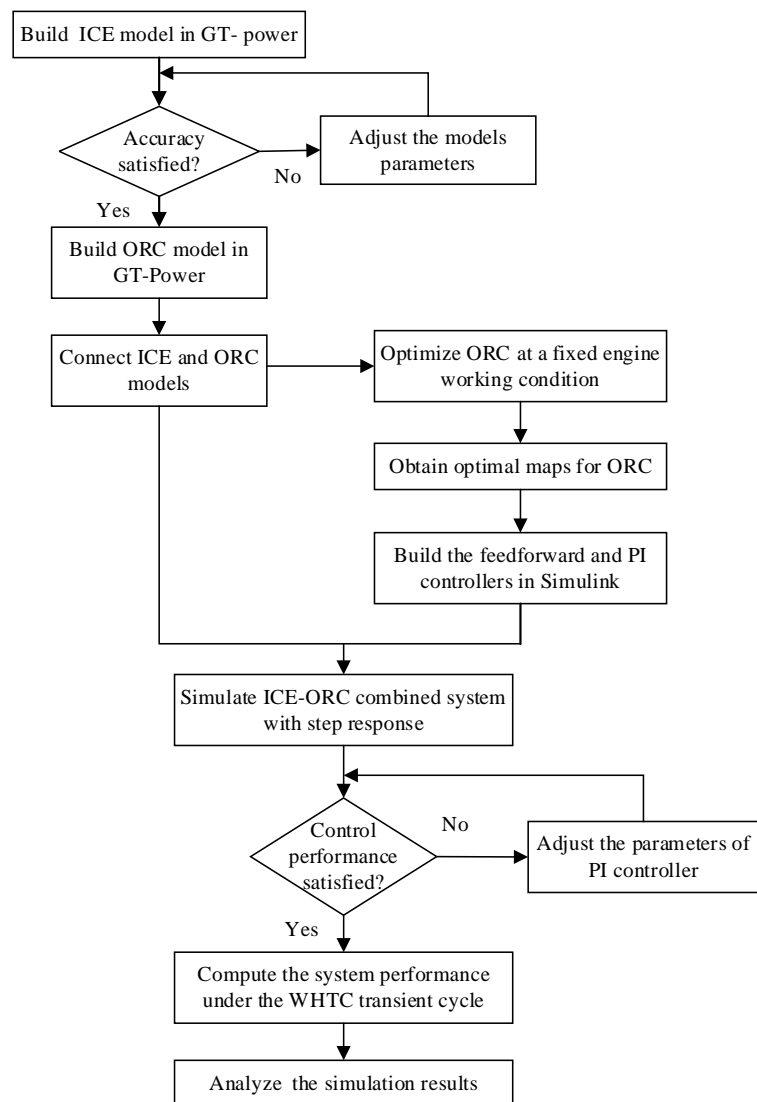 Build ICE model in GT- power
Accuracy
satisfied?
No
Adjust the models
parameters
Yes
Build ORC model in
GT-Power
Connect ICE and ORC
models
Optimize ORC at a fixed engine
working condition
Obtain optimal maps for ORC
Build the feedforward and PI
controllers in Simulink
Simulate ICE-ORC combined system
with step response
Control
performance
satisfied?
No
Adjust the parameters of
PI controller
Yes
Compute the system performance
under the WHTC transient cycle
Analyze the simulation results